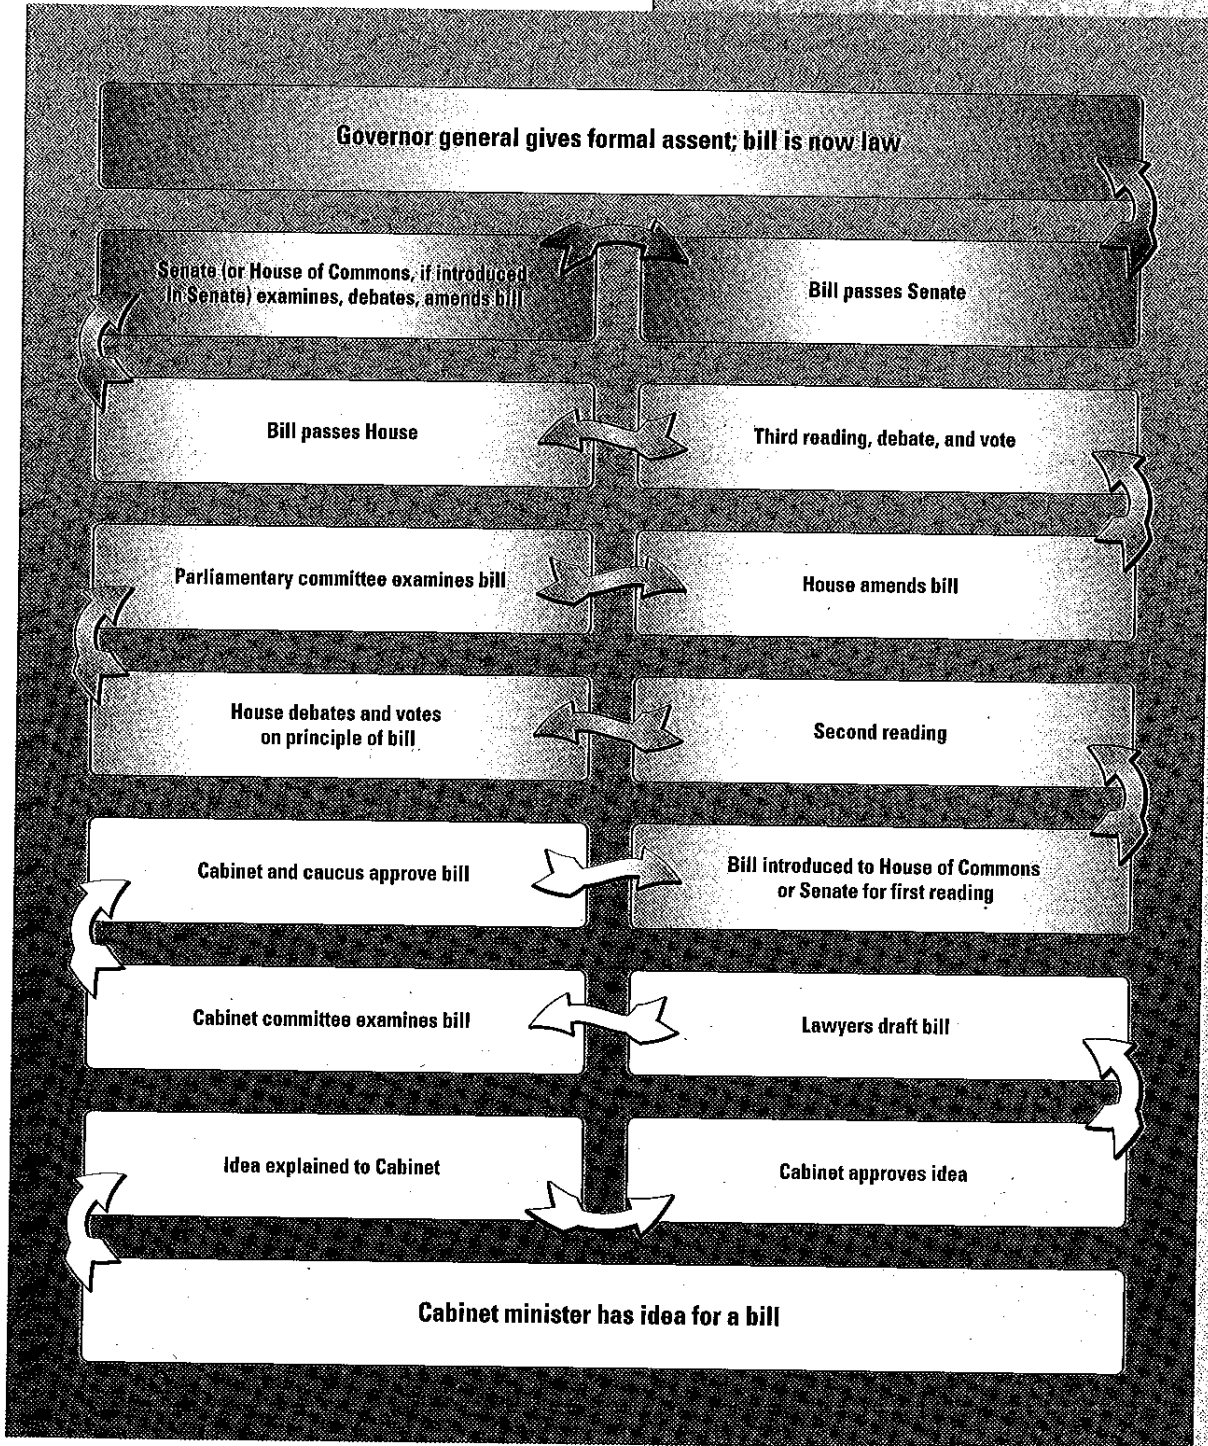 Governor general gives formal assent; bill is now law
Senate (or House of Commons, if introduced
in Senate) examines, debates, amends bill
Bill passes Senate
Bill passes House
Third reading, debate, and vote
Parliamentary committee examines bill
House amends bill
House debates and votes
on principle of bill
Second reading
Cabinet and caucus approve bill
Bill introduced to House of Commons
or Senate for first reading
Cabinet committee examines bill
Lawyers draft bill
Idea explained to Cabinet
Cabinet approves idea
Cabinet minister has idea for a bill